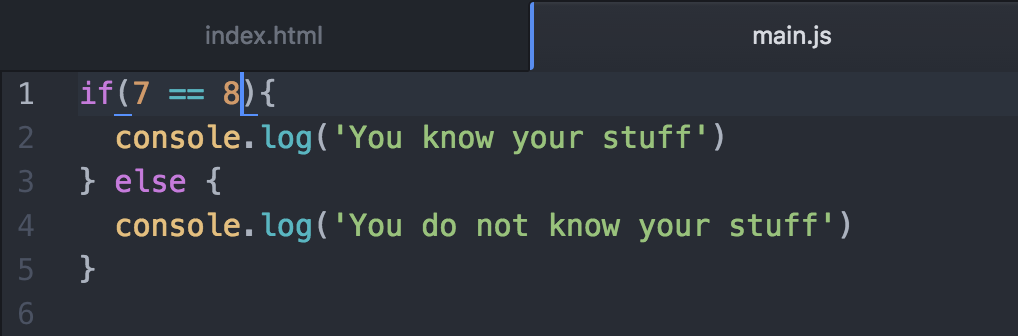 index.html main.js
1 if(7 == 8){
2   console.log('You know your stuff')
3 } else {
4   console.log('You do not know your stuff')
5 }
6